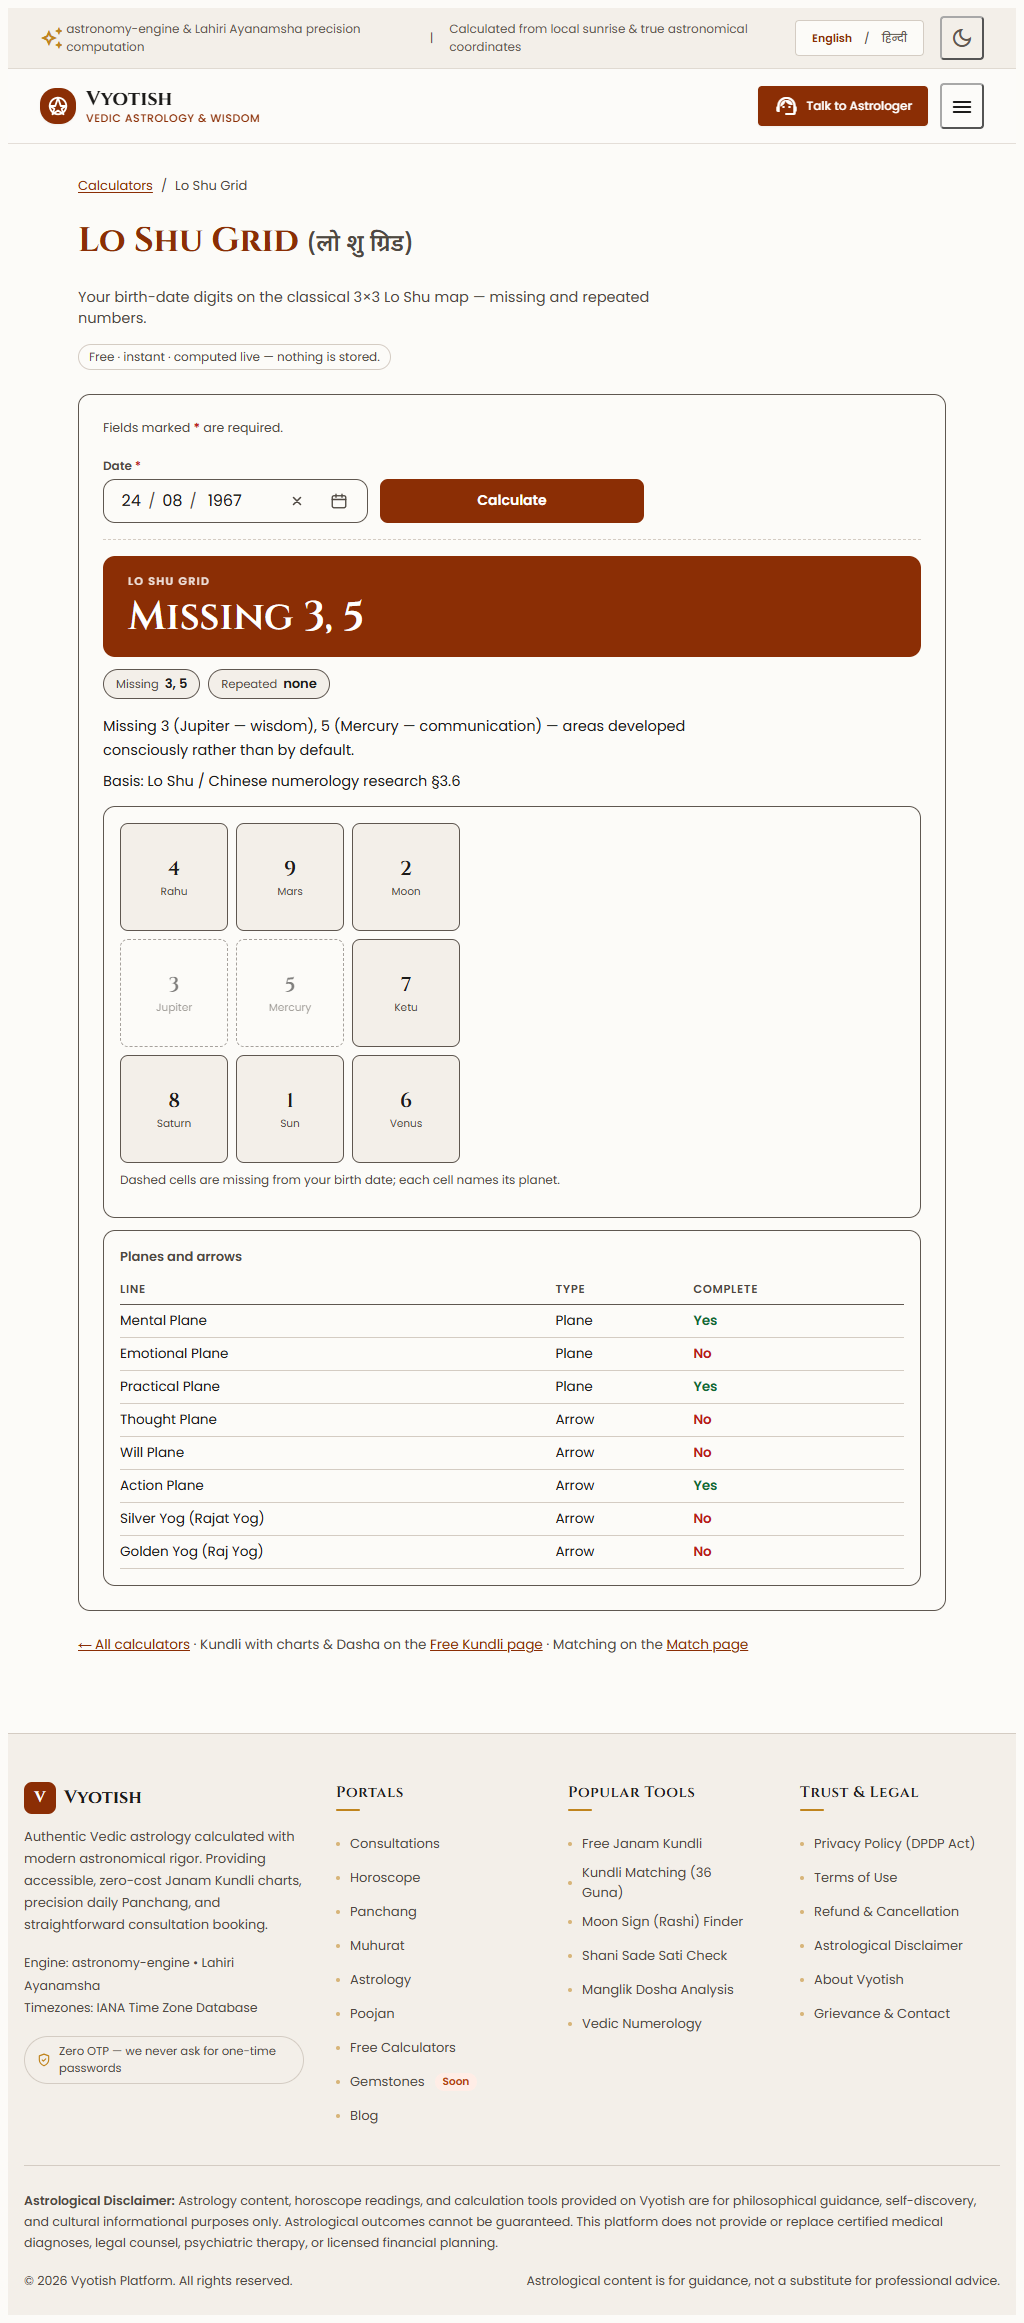 astronomy-engine & Lahiri Ayanamsha precision
computation
|
Calculated from local sunrise & true astronomical
coordinates
English / हिन्दी
VYOTISH
VEDIC ASTROLOGY & WISDOM
Talk to Astrologer
Calculators / Lo Shu Grid
LO SHU GRID (लो शु ग्रिड)
Your birth-date digits on the classical 3×3 Lo Shu map — missing and repeated
numbers.
Free · instant · computed live — nothing is stored.
Fields marked * are required.
Date *
24 / 08 / 1967
Calculate
LO SHU GRID
MISSING 3, 5
Missing 3, 5
Repeated none
Missing 3 (Jupiter — wisdom), 5 (Mercury — communication) — areas developed
consciously rather than by default.
Basis: Lo Shu / Chinese numerology research §3.6
4 9 2
Rahu Mars Moon
3 5 7
Jupiter Mercury Ketu
8 1 6
Saturn Sun Venus
Dashed cells are missing from your birth date; each cell names its planet.
Planes and arrows
LINE TYPE COMPLETE
Mental Plane Plane Yes
Emotional Plane Plane No
Practical Plane Plane Yes
Thought Plane Arrow No
Will Plane Arrow No
Action Plane Arrow Yes
Silver Yog (Rajat Yog) Arrow No
Golden Yog (Raj Yog) Arrow No
← All calculators · Kundli with charts & Dasha on the Free Kundli page · Matching on the Match page
V VYOTISH
Authentic Vedic astrology calculated with
modern astronomical rigor. Providing
accessible, zero-cost Janam Kundli charts,
precision daily Panchang, and
straightforward consultation booking.
Engine: astronomy-engine • Lahiri
Ayanamsha
Timezones: IANA Time Zone Database
Zero OTP — we never ask for one-time
passwords
PORTALS
Consultations
Horoscope
Panchang
Muhurat
Astrology
Poojan
Free Calculators
Gemstones Soon
Blog
POPULAR TOOLS
Free Janam Kundli
Kundli Matching (36
Guna)
Moon Sign (Rashi) Finder
Shani Sade Sati Check
Manglik Dosha Analysis
Vedic Numerology
TRUST & LEGAL
Privacy Policy (DPDP Act)
Terms of Use
Refund & Cancellation
Astrological Disclaimer
About Vyotish
Grievance & Contact
Astrological Disclaimer: Astrology content, horoscope readings, and calculation tools provided on Vyotish are for philosophical guidance, self-discovery,
and cultural informational purposes only. Astrological outcomes cannot be guaranteed. This platform does not provide or replace certified medical
diagnoses, legal counsel, psychiatric therapy, or licensed financial planning.
© 2026 Vyotish Platform. All rights reserved.
Astrological content is for guidance, not a substitute for professional advice.